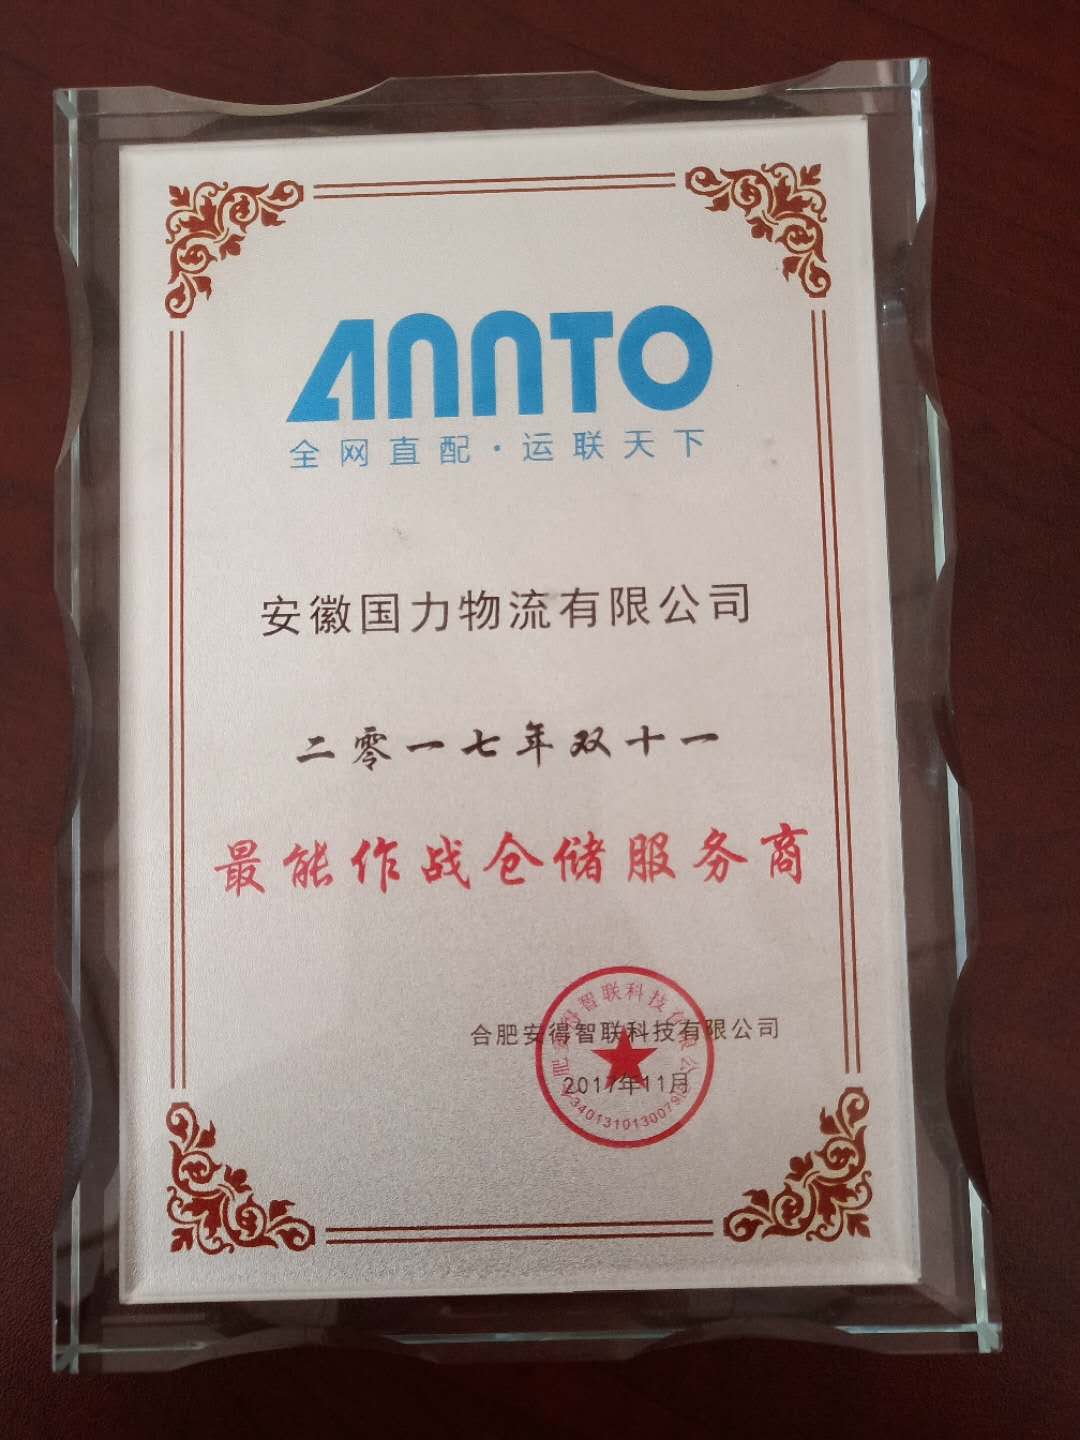 ANNTO
全网直配·运联天下
安徽国力物流有限公司
二零一七年双十一
最能作战仓储服务商
合肥安得智联科技有限公司
2017年11月